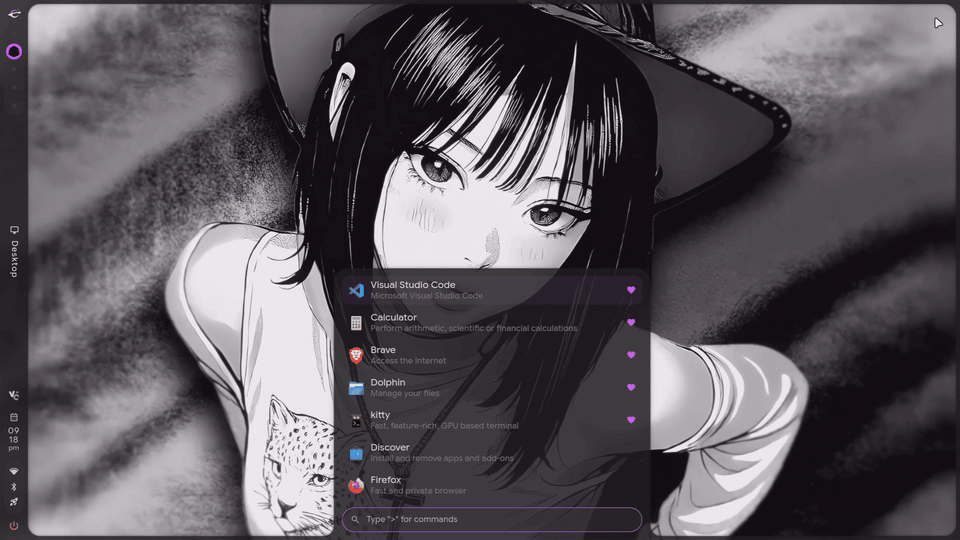 Desktop
09
18
pm
Visual Studio Code
Microsoft Visual Studio Code
Calculator
Perform arithmetic, scientific or financial calculations
Brave
Access the Internet
Dolphin
Manage your files
kitty
Fast, feature-rich, GPU based terminal
Discover
Install and remove apps and add-ons
Firefox
Fast and private browser
Type ">" for commands